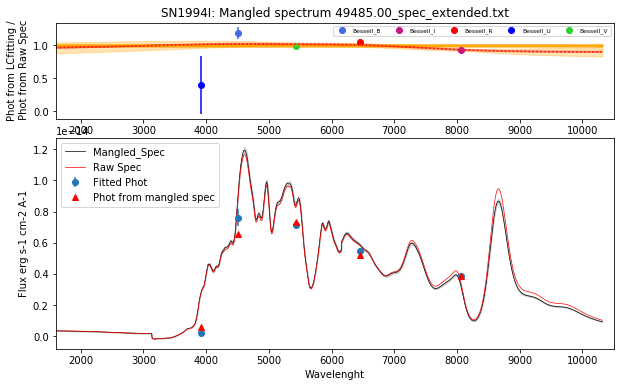 SN1994I: Mangled spectrum 49485.00_spec_extended.txt
Phot from LCfitting /
Phot from Raw Spec
1.0
0.5
0.0
Bessell_B
Bessell_I
Bessell_R
Bessell_U
Bessell_V
2000 3000 4000 5000 6000 7000 8000 9000 10000
1e-14
Flux erg s-1 cm-2 A-1
1.2
1.0
0.8
0.6
0.4
0.2
0.0
Mangled_Spec
Raw Spec
Fitted Phot
Phot from mangled spec
2000 3000 4000 5000 6000 7000 8000 9000 10000
Wavelenght